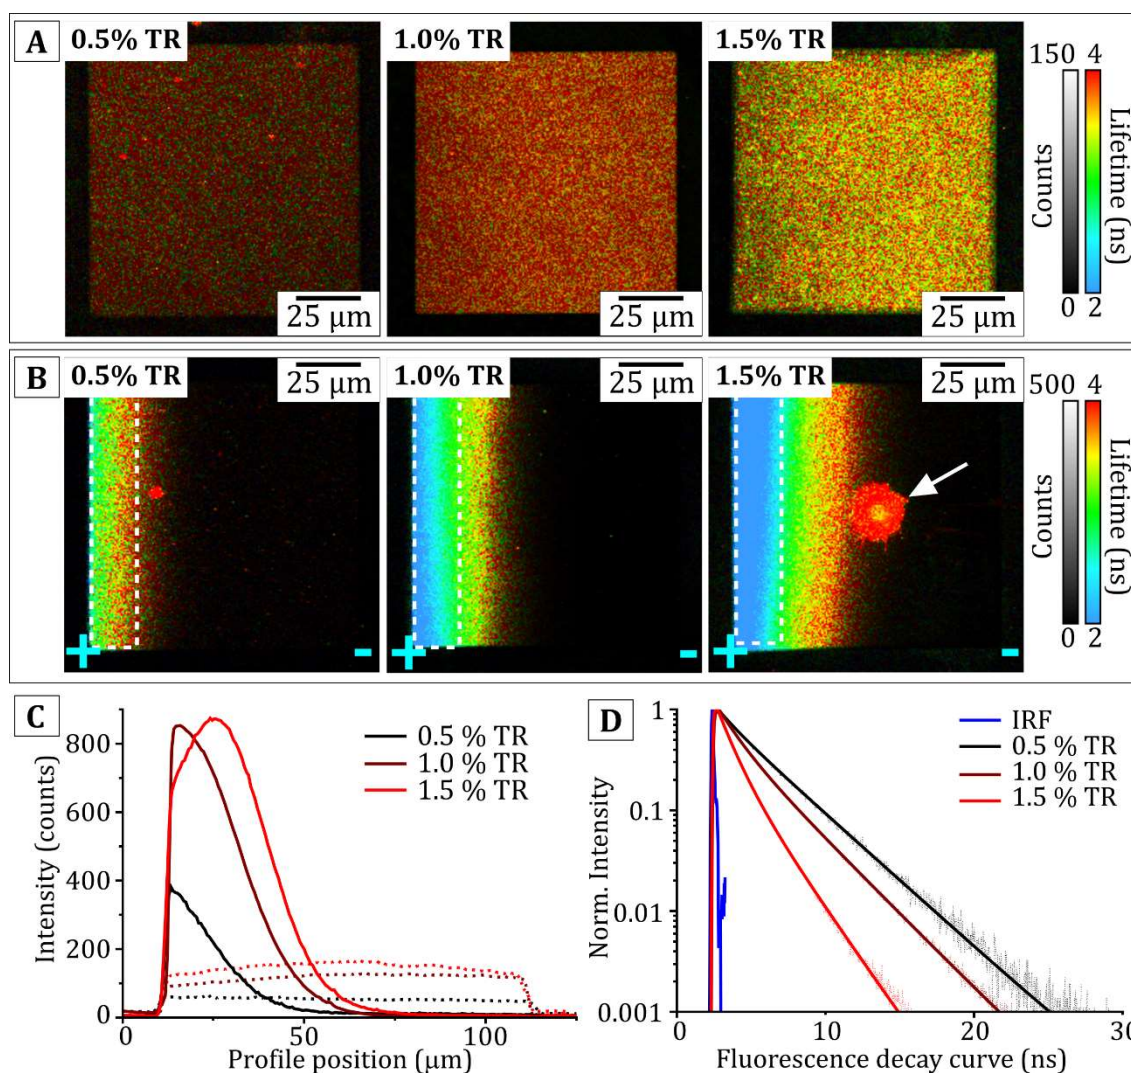 A
0.5% TR
1.0% TR
1.5% TR
25 µm
25 µm
25 µm
150
4
Counts
Lifetime (ns)
0
2
B
0.5% TR
25 µm
1.0% TR
25 µm
1.5% TR
25 µm
500
4
Counts
Lifetime (ns)
0
2
+
-
+
-
+
-
C
0.5 % TR
1.0 % TR
1.5 % TR
800
600
400
200
0
Intensity (counts)
0
50
100
Profile position (µm)
D
IRF
0.5 % TR
1.0 % TR
1.5 % TR
1
0.1
0.01
0.001
Norm. Intensity
0
10
20
30
Fluorescence decay curve (ns)